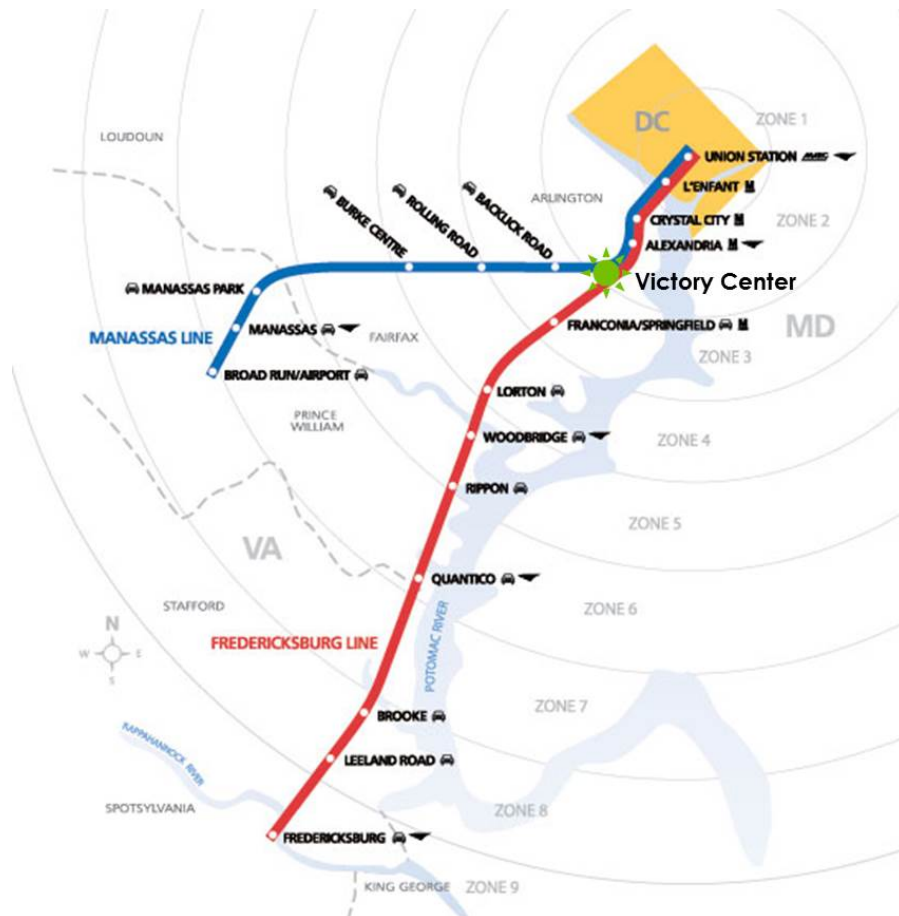 LOUDOUN
DC
ZONE 1
UNION STATION
MARC
L'ENFANT
M
ARLINGTON
CRYSTAL CITY
M
ZONE 2
ALEXANDRIA
M
BURKE CENTRE
ROLLING ROAD
BACKLICK ROAD
Victory Center
MANASSAS PARK
MANASSAS
MANASSAS LINE
FAIRFAX
FRANCONIA/SPRINGFIELD
M
MD
ZONE 3
BROAD RUN/AIRPORT
LORTON
PRINCE
WILLIAM
WOODBRIDGE
ZONE 4
RIPPON
ZONE 5
VA
QUANTICO
STAFFORD
ZONE 6
N
W
E
S
FREDERICKSBURG LINE
POTOMAC RIVER
BROOKE
ZONE 7
RAPPAHANNOCK
RIVER
LEELAND ROAD
SPOTSYLVANIA
ZONE 8
FREDERICKSBURG
KING GEORGE
ZONE 9